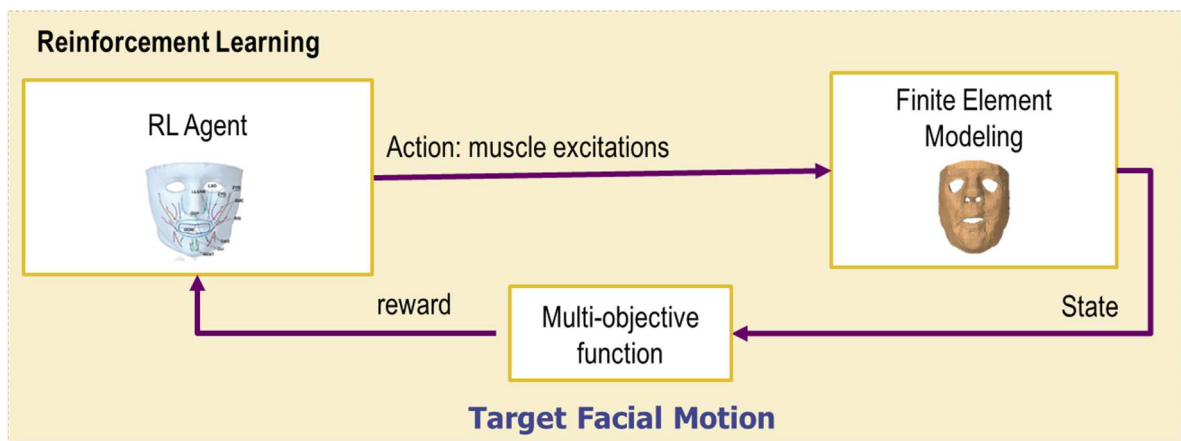 Reinforcement Learning
RL Agent
Action: muscle excitations
Finite Element
Modeling
reward
Multi-objective
function
State
Target Facial Motion